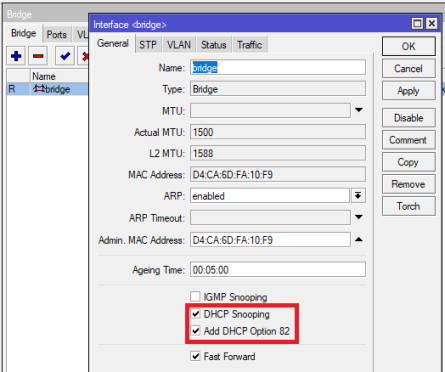 Bridge
Bridge Ports VL
Name
R bridge
Interface <bridge>
General STP VLAN Status Traffic
Name: bridge
Type: Bridge
MTU:
Actual MTU: 1500
L2 MTU: 1588
MAC Address: D4:CA:6D:FA:10:F9
ARP: enabled
ARP Timeout:
Admin. MAC Address: D4:CA:6D:FA:10:F9
Ageing Time: 00:05:00
IGMP Snooping
DHCP Snooping
Add DHCP Option 82
Fast Forward
OK
Cancel
Apply
Disable
Comment
Copy
Remove
Torch